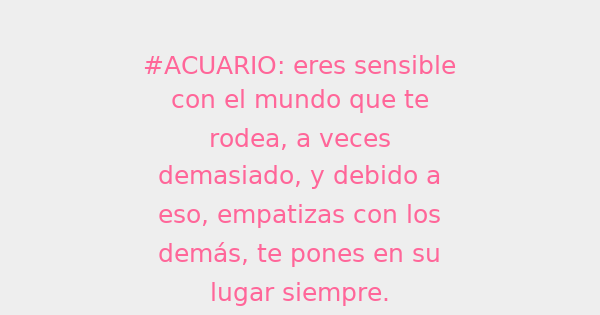 #ACUARIO: eres sensible
con el mundo que te
rodea, a veces
demasiado, y debido a
eso, empatizas con los
demás, te pones en su
lugar siempre.